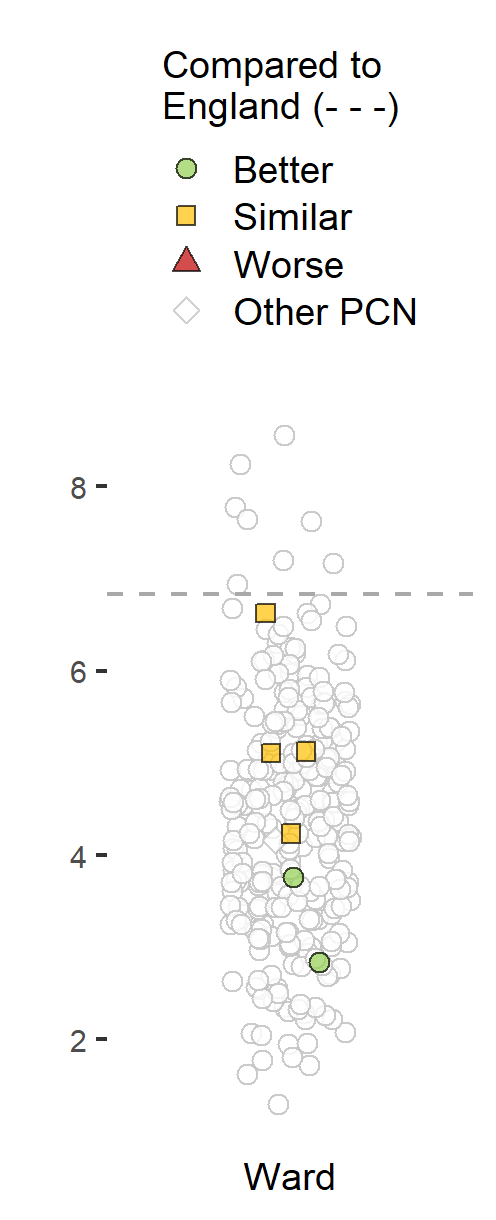 Compared to
England (- - -)
Better
Similar
Worse
Other PCN
8
6
4
2
Ward